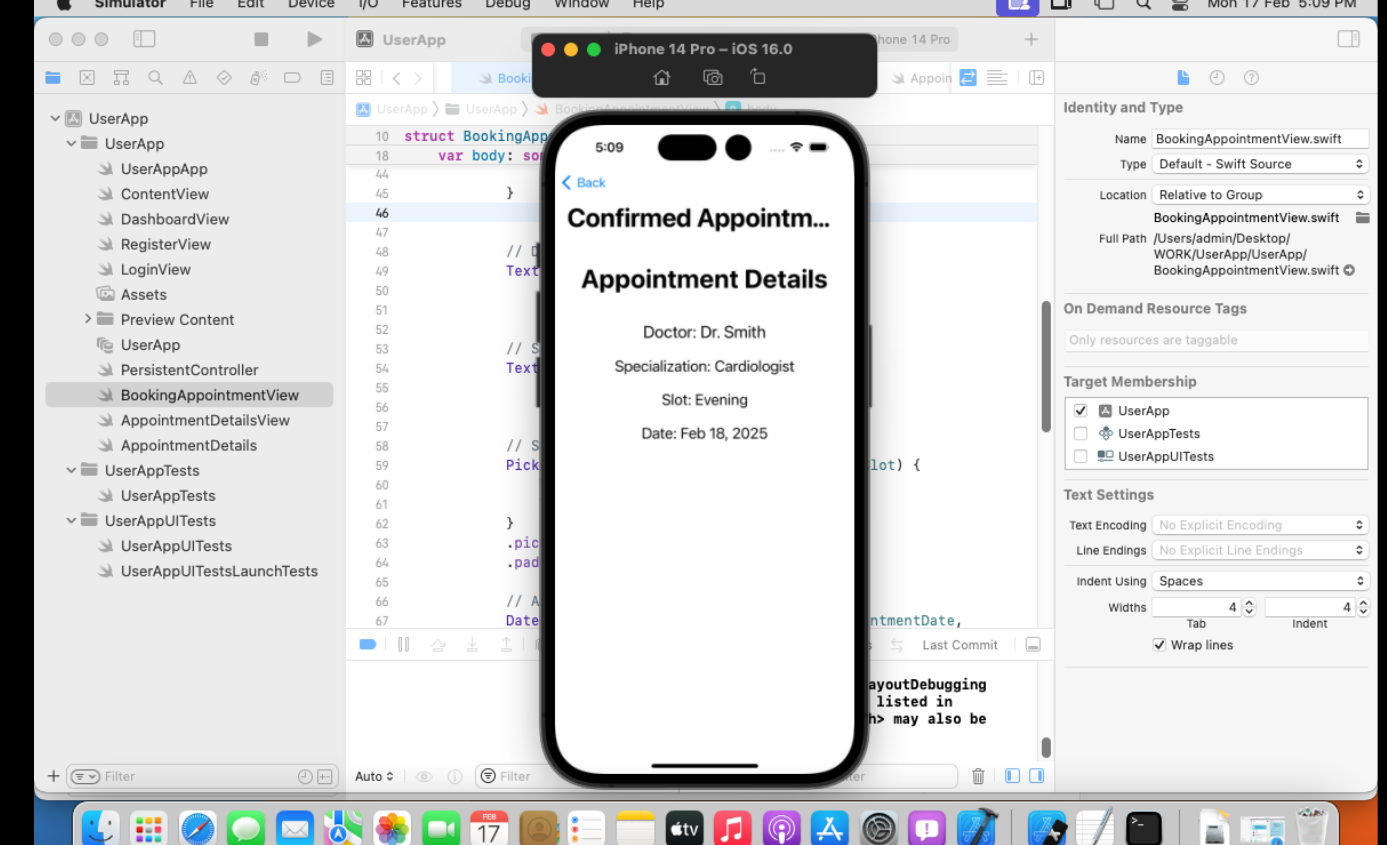 Simulator File Edit Device I/O Features Debug Window Help Mon 17 Feb 5:09 PM
UserApp
iPhone 14 Pro – iOS 16.0
hone 14 Pro
Booki
Appoin
UserApp UserApp BookingAppointmentView body
UserApp
UserApp
UserAppApp
ContentView
DashboardView
RegisterView
LoginView
Assets
Preview Content
UserApp
PersistentController
BookingAppointmentView
AppointmentDetailsView
AppointmentDetails
UserAppTests
UserAppTests
UserAppUITests
UserAppUITests
UserAppUITestsLaunchTests
Filter
10 struct BookingApp
18 var body: som
44
45 }
46
47
48 // D
49 Text
50
51
52
53 // S
54 Text
55
56
57
58 // S
59 Pick lot) {
60
61
62 }
63 .pic
64 .pad
65
66 // A
67 Date ntmentDate,
5:09
Back
Confirmed Appointm...
Appointment Details
Doctor: Dr. Smith
Specialization: Cardiologist
Slot: Evening
Date: Feb 18, 2025
Last Commit
ayoutDebugging
listed in
h> may also be
Auto
Filter
Identity and Type
Name BookingAppointmentView.swift
Type Default - Swift Source
Location Relative to Group
BookingAppointmentView.swift
Full Path /Users/admin/Desktop/
WORK/UserApp/UserApp/
BookingAppointmentView.swift
On Demand Resource Tags
Only resources are taggable
Target Membership
UserApp
UserAppTests
UserAppUITests
Text Settings
Text Encoding No Explicit Encoding
Line Endings No Explicit Line Endings
Indent Using Spaces
Widths 4 4
Tab Indent
Wrap lines
FEB
17
tv